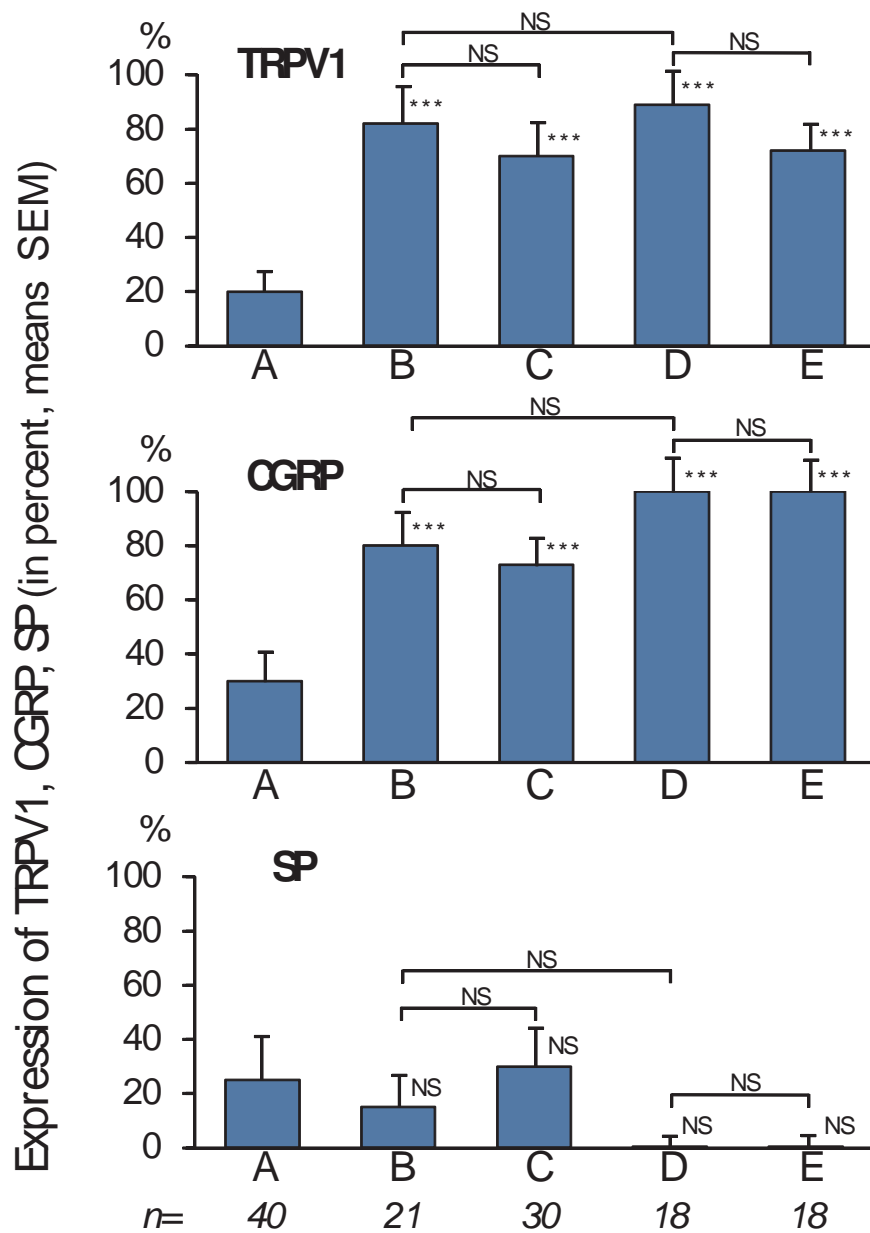 Expression of TRPV1, CGRP, SP (in percent, means SEM)
NS
% TRPV1 NS NS
100
80
60
40
20
0
*** *** *** ***
A B C D E
NS
% CGRP NS NS
100
80
60
40
20
0
*** *** *** ***
A B C D E
%
SP
100
80
60
40
20
0
NS
NS
NS
NS
NS
NS NS
A B C D E
n= 40 21 30 18 18